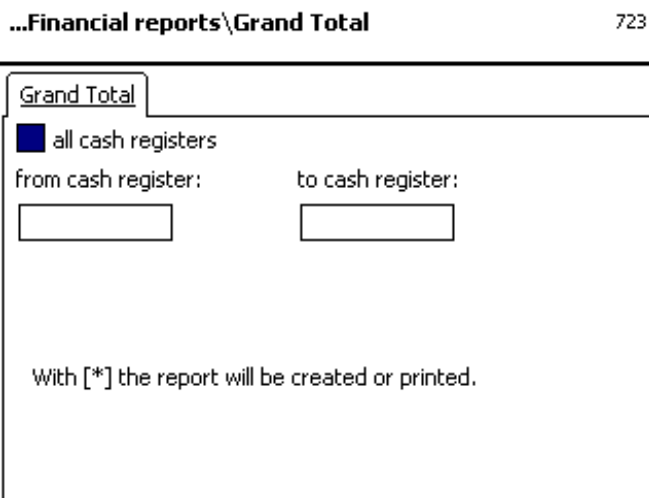 ...Financial reports\Grand Total 723
Grand Total
all cash registers
from cash register: to cash register:
With [*] the report will be created or printed.